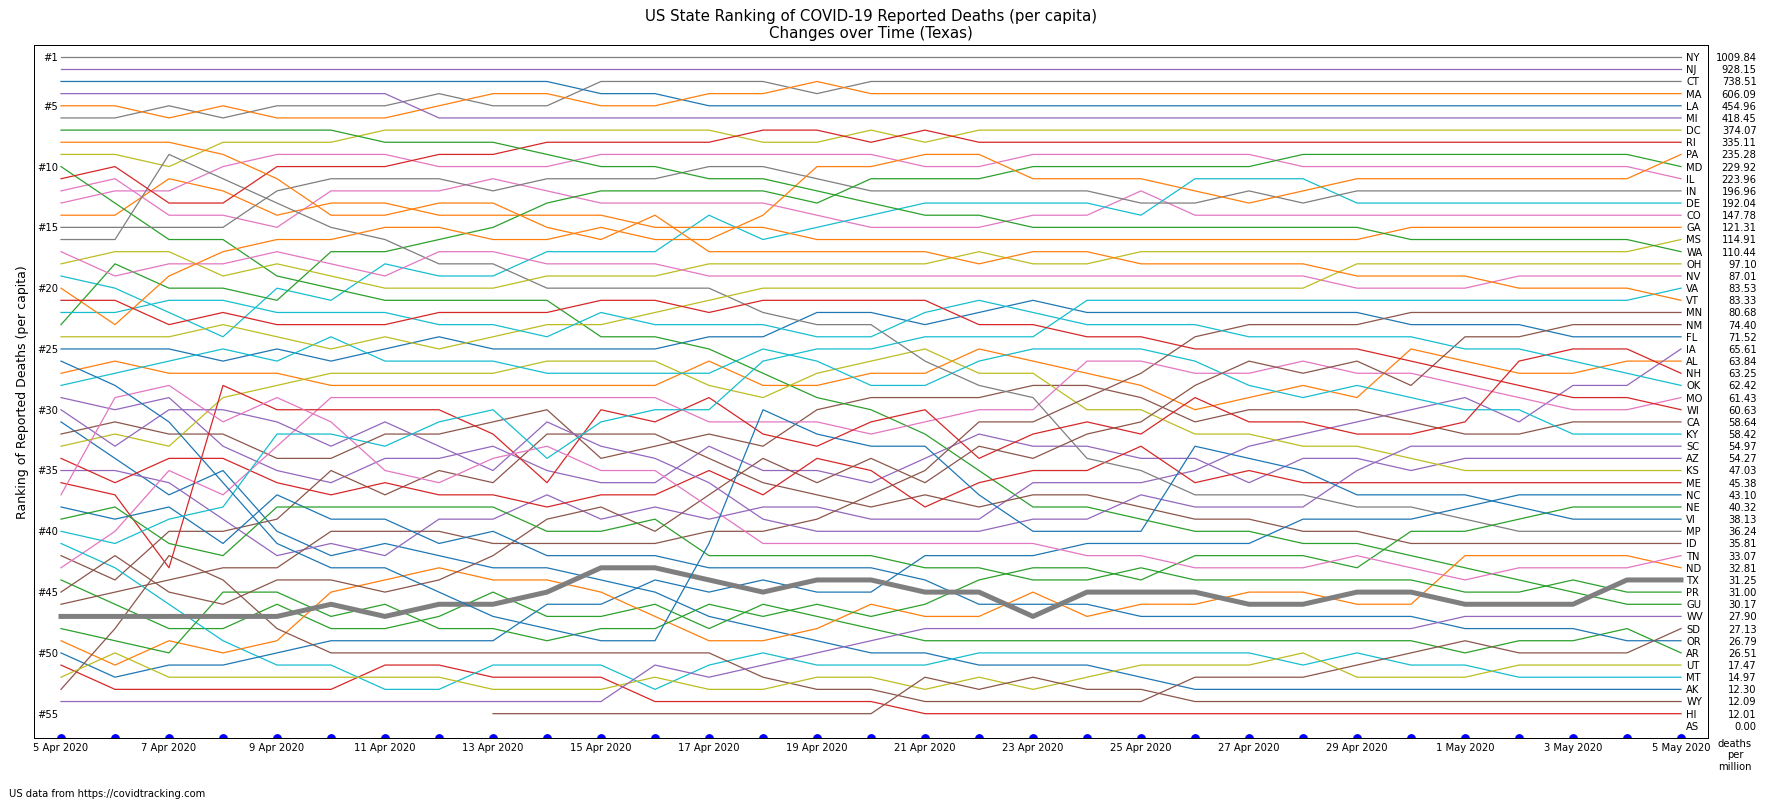 US State Ranking of COVID-19 Reported Deaths (per capita)
Changes over Time (Texas)
Ranking of Reported Deaths (per capita)
#1
#5
#10
#15
#20
#25
#30
#35
#40
#45
#50
#55
NY 1009.84
NJ 928.15
CT 738.51
MA 606.09
LA 454.96
MI 418.45
DC 374.07
RI 335.11
PA 235.28
MD 229.92
IL 223.96
IN 196.96
DE 192.04
CO 147.78
GA 121.31
MS 114.91
WA 110.44
OH 97.10
NV 87.01
VA 83.53
VT 83.33
MN 80.68
NM 74.40
FL 71.52
IA 65.61
AL 63.84
NH 63.25
OK 62.42
MO 61.43
WI 60.63
CA 58.64
KY 58.42
SC 54.97
AZ 54.27
KS 47.03
ME 45.38
NC 43.10
NE 40.32
VI 38.13
MP 36.24
ID 35.81
TN 33.07
ND 32.81
TX 31.25
PR 31.00
GU 30.17
WV 27.90
SD 27.13
OR 26.79
AR 26.51
UT 17.47
MT 14.97
AK 12.30
WY 12.09
HI 12.01
AS 0.00
5 Apr 2020 7 Apr 2020 9 Apr 2020 11 Apr 2020 13 Apr 2020 15 Apr 2020 17 Apr 2020 19 Apr 2020 21 Apr 2020 23 Apr 2020 25 Apr 2020 27 Apr 2020 29 Apr 2020 1 May 2020 3 May 2020 5 May 2020
deaths
per
million
US data from https://covidtracking.com